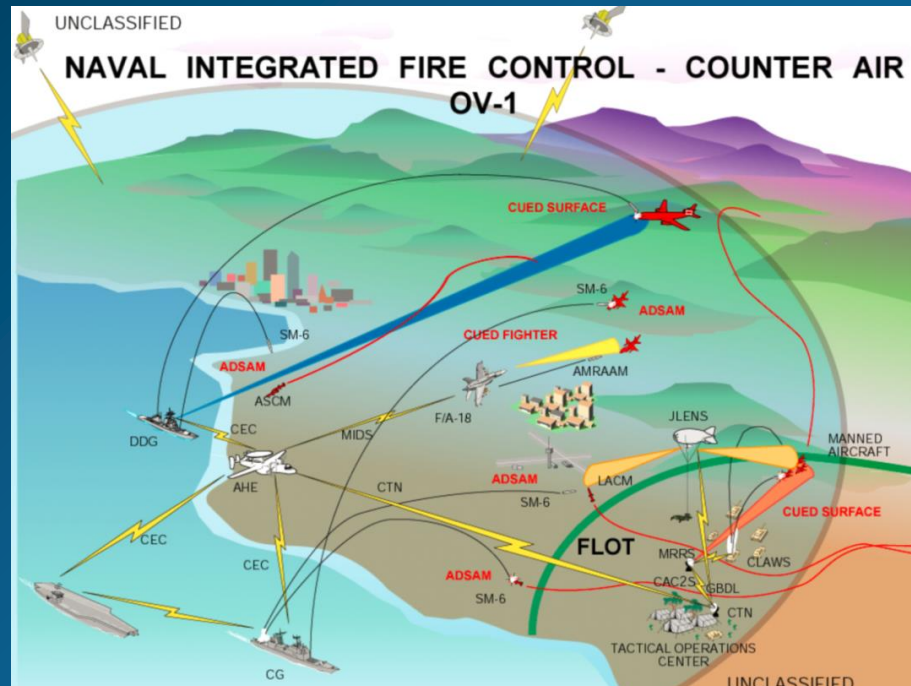 UNCLASSIFIED
NAVAL INTEGRATED FIRE CONTROL - COUNTER AIR
OV-1
CUED SURFACE
SM-6
ADSAM
SM-6
CUED FIGHTER
ADSAM
AMRAAM
ASCM
F/A-18
JLENS
DDG
CEC
MIDS
MANNED
AIRCRAFT
ADSAM
LACM
AHE
CTN
SM-6
CUED SURFACE
FLOT
CEC
MRRS
CLAWS
CEC
ADSAM
CAC2S
GBDL
SM-6
CTN
TACTICAL OPERATIONS
CENTER
CG
UNCLASSIFIED